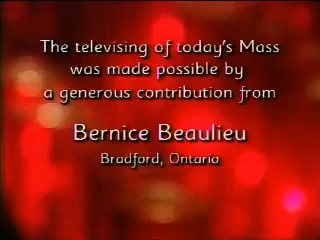 The televising of today's Mass
was made possible by
a generous contribution from
Bernice Beaulieu
Bradford, Ontario